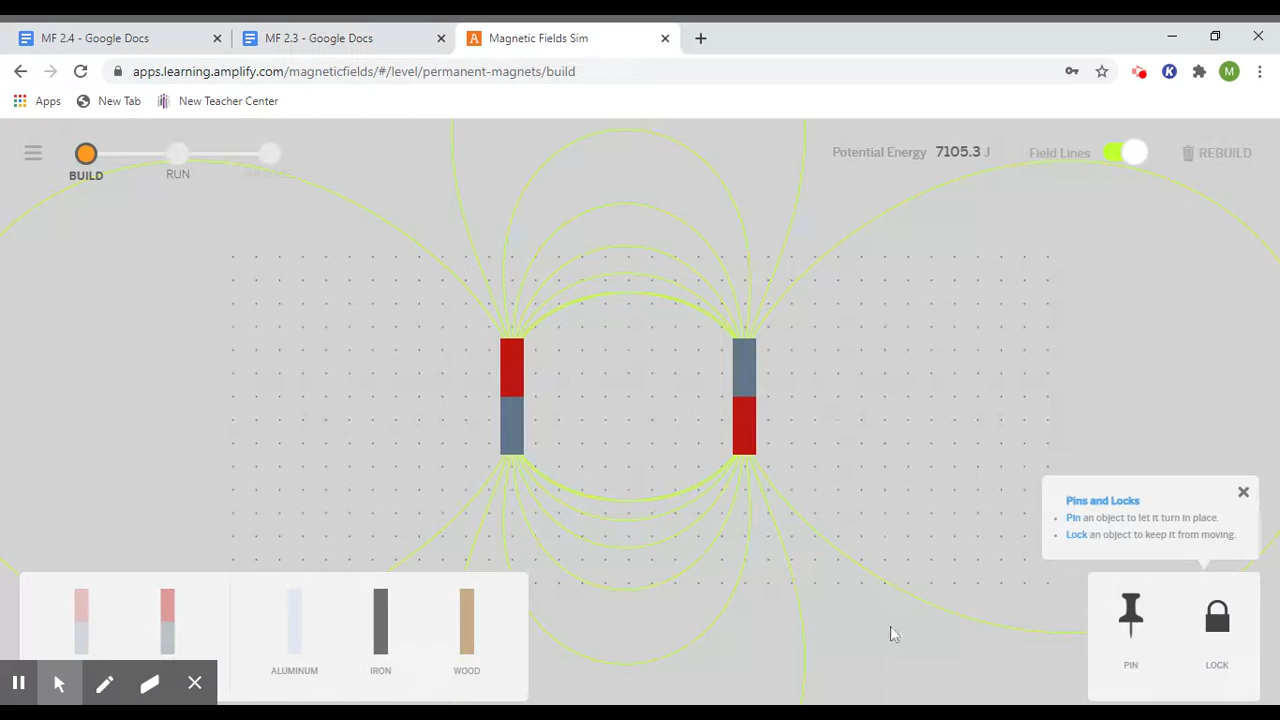 MF 2.4 - Google Docs
MF 2.3 - Google Docs
Magnetic Fields Sim
apps.learning.amplify.com/magneticfields/#/level/permanent-magnets/build
M
Apps
New Tab
New Teacher Center
BUILD
RUN
Potential Energy 7105.3 J
Field Lines
REBUILD
Pins and Locks
• Pin an object to let it turn in place.
• Lock an object to keep it from moving.
ALUMINUM
IRON
WOOD
PIN
LOCK